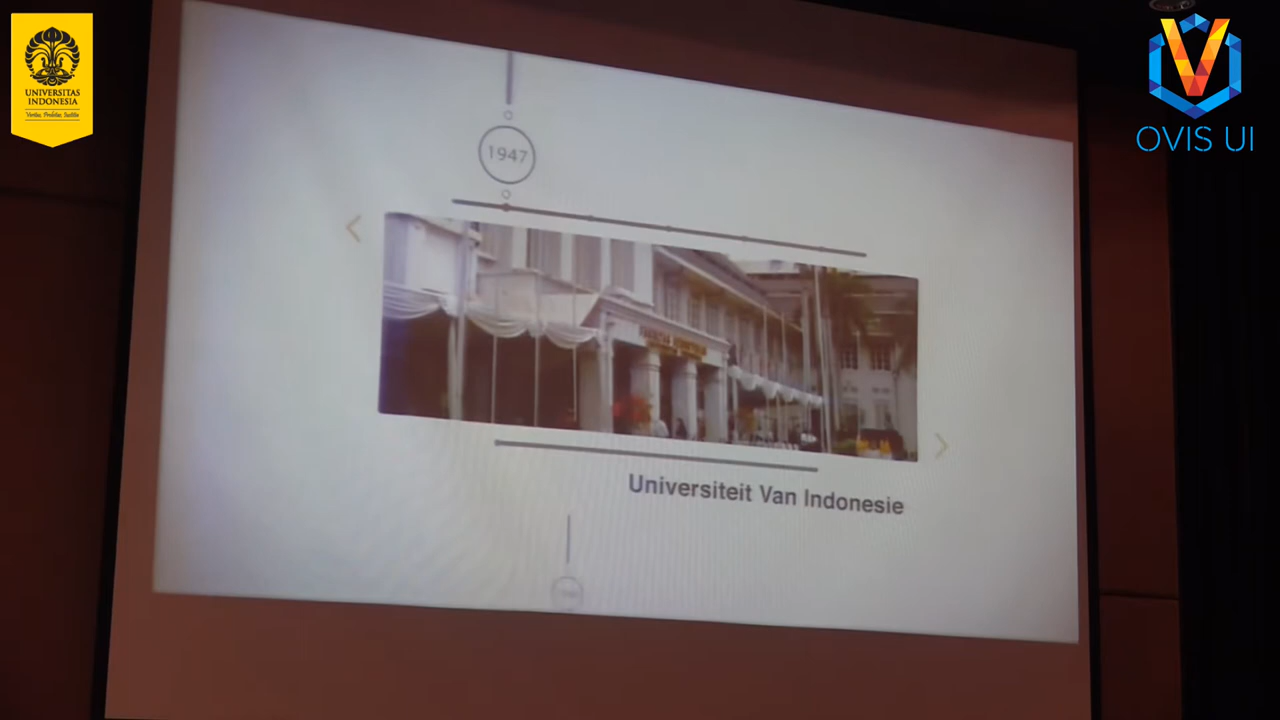 UNIVERSITAS
INDONESIA
Veritas, Probitas, Iustitia
OVIS UI
1947
Universiteit Van Indonesie